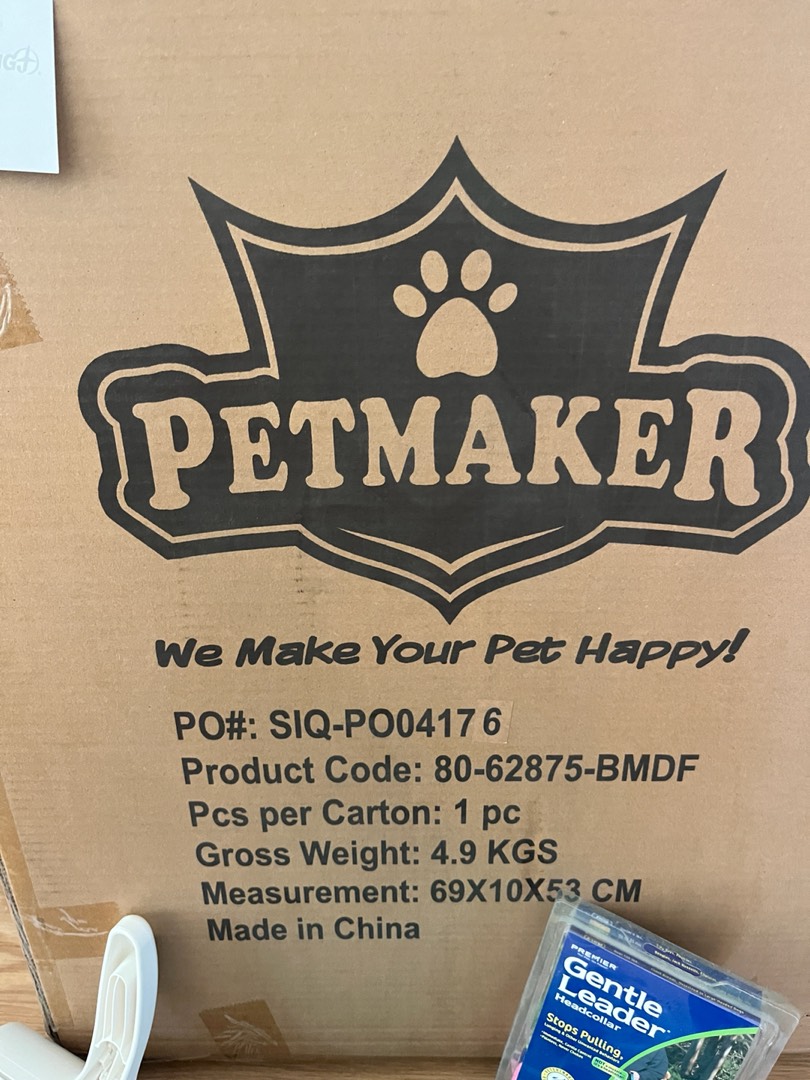 PETMAKER
We Make Your Pet Happy!
PO#: SIQ-PO04176
Product Code: 80-62875-BMDF
Pcs per Carton: 1 pc
Gross Weight: 4.9 KGS
Measurement: 69X10X53 CM
Made in China
PREMIER
Gentle
Leader
Headcollar
Stops Pulling,